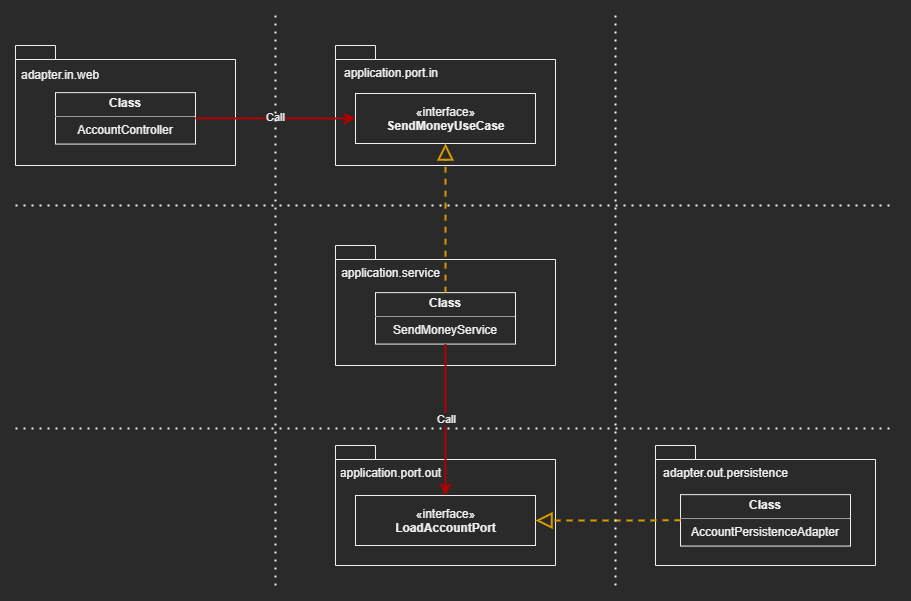 adapter.in.web
Class
AccountController
Call
application.port.in
«interface»
SendMoneyUseCase
application.service
Class
SendMoneyService
Call
application.port.out
«interface»
LoadAccountPort
adapter.out.persistence
Class
AccountPersistenceAdapter